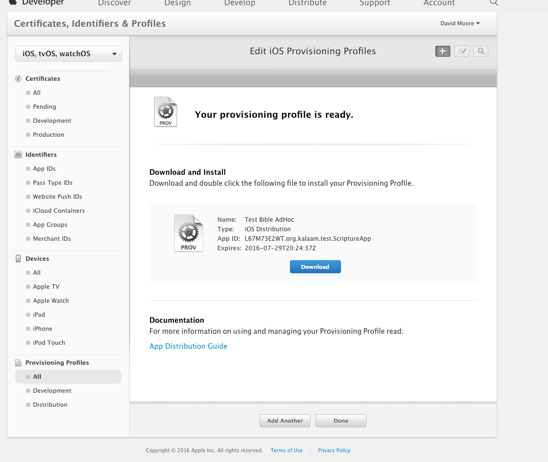 Developer
Discover
Design
Develop
Distribute
Support
Account
Certificates, Identifiers & Profiles
David Moore
iOS, tvOS, watchOS
Edit iOS Provisioning Profiles
Certificates
All
Pending
Development
Production
Identifiers
App IDs
Pass Type IDs
Website Push IDs
iCloud Containers
App Groups
Merchant IDs
Devices
All
Apple TV
Apple Watch
iPad
iPhone
iPod Touch
Provisioning Profiles
All
Development
Distribution
PROV
Your provisioning profile is ready.
Download and Install
Download and double click the following file to install your Provisioning Profile.
PROV
Name: Test Bible AdHoc
Type: iOS Distribution
App ID: L67M73E2WT.org.kalaam.test.ScriptureApp
Expires: 2016-07-29T20:24:37Z
Download
Documentation
For more information on using and managing your Provisioning Profile read:
App Distribution Guide
Add Another
Done
Copyright © 2016 Apple Inc. All rights reserved. Terms of Use | Privacy Policy